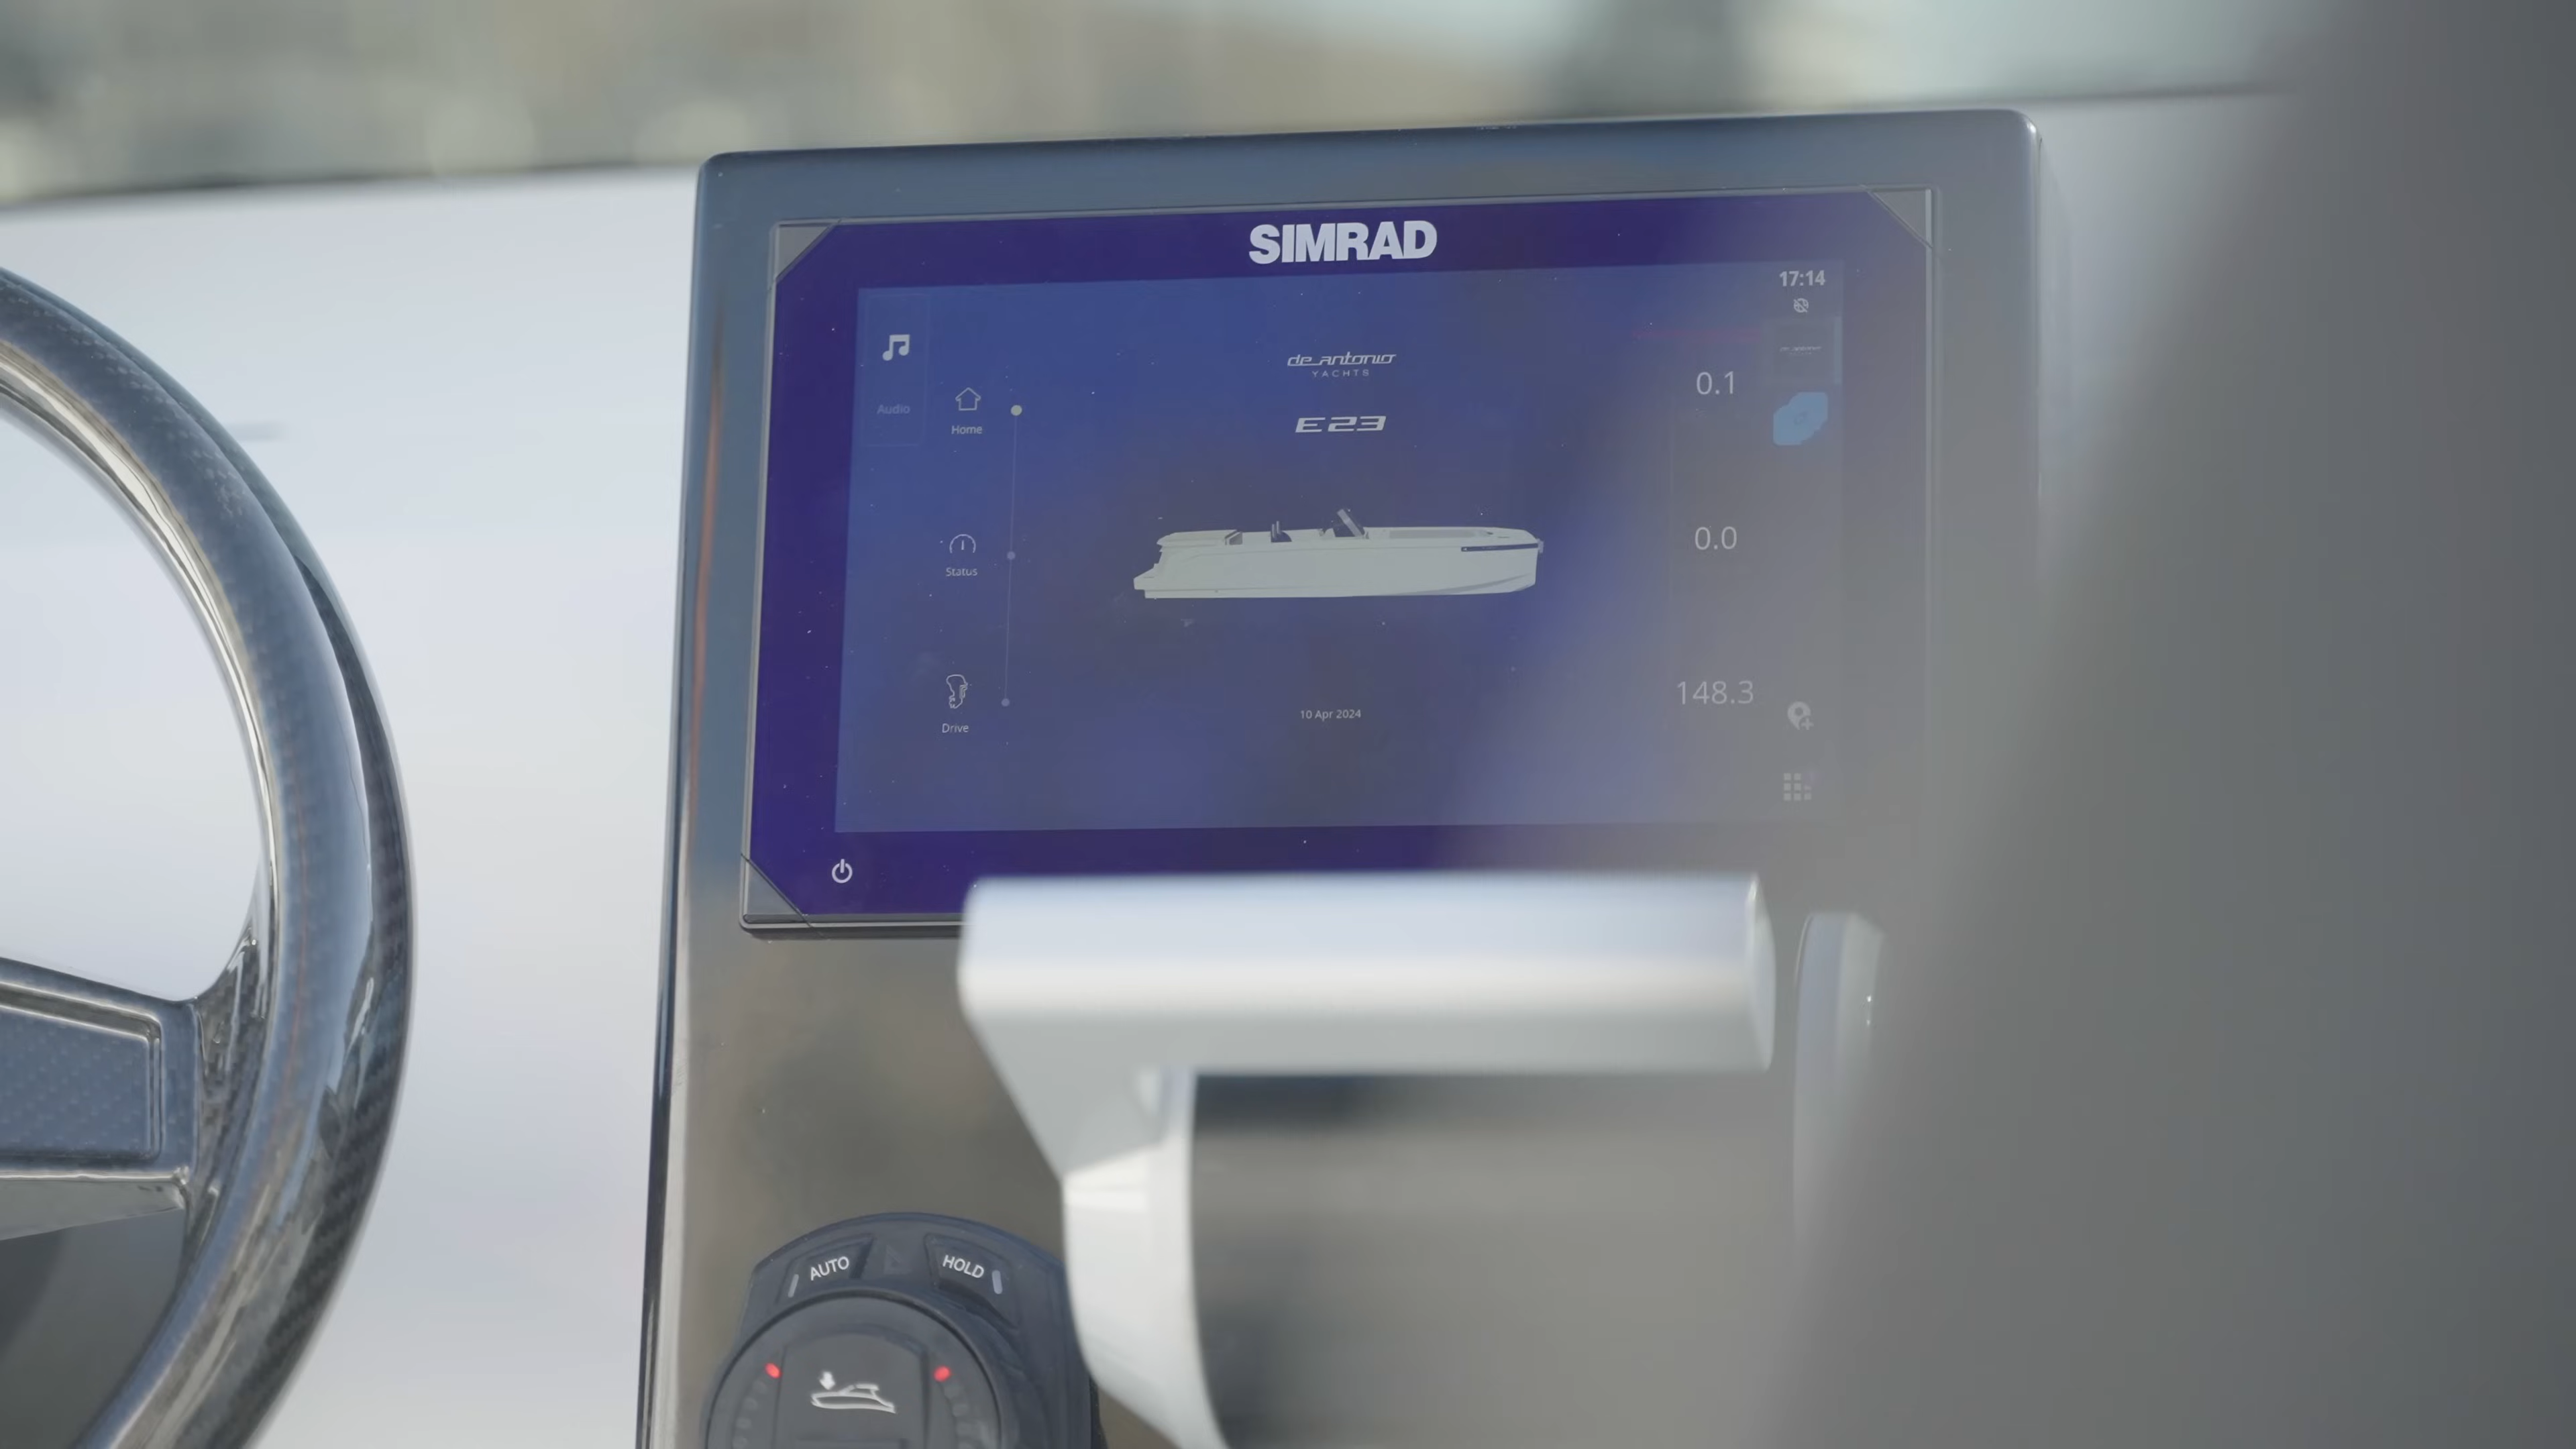 SIMRAD
17:14
Audio
Home
Status
Drive
de antonio
YACHTS
E23
10 Apr 2024
0.1
0.0
148.3
AUTO
HOLD